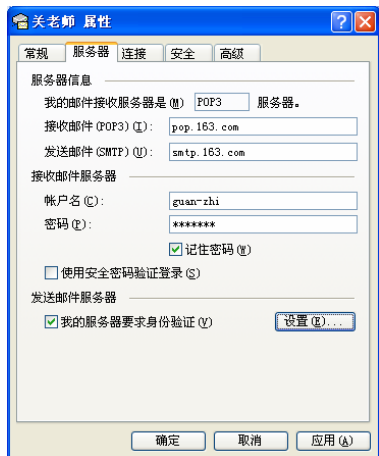 关老师 属性
常规 服务器 连接 安全 高级
服务器信息
我的邮件接收服务器是(M) POP3 服务器。
接收邮件(POP3)(I): pop.163.com
发送邮件(SMTP)(U): smtp.163.com
接收邮件服务器
帐户名(C): guan-zhi
密码(P): *******
记住密码(W)
使用安全密码验证登录(S)
发送邮件服务器
我的服务器要求身份验证(V) 设置(E)...
确定 取消 应用(A)